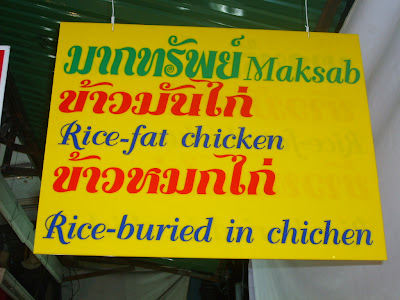 มากทรัพย์ Maksab
ข้าวมันไก่
Rice-fat chicken
ข้าวหมกไก่
Rice-buried in chichen